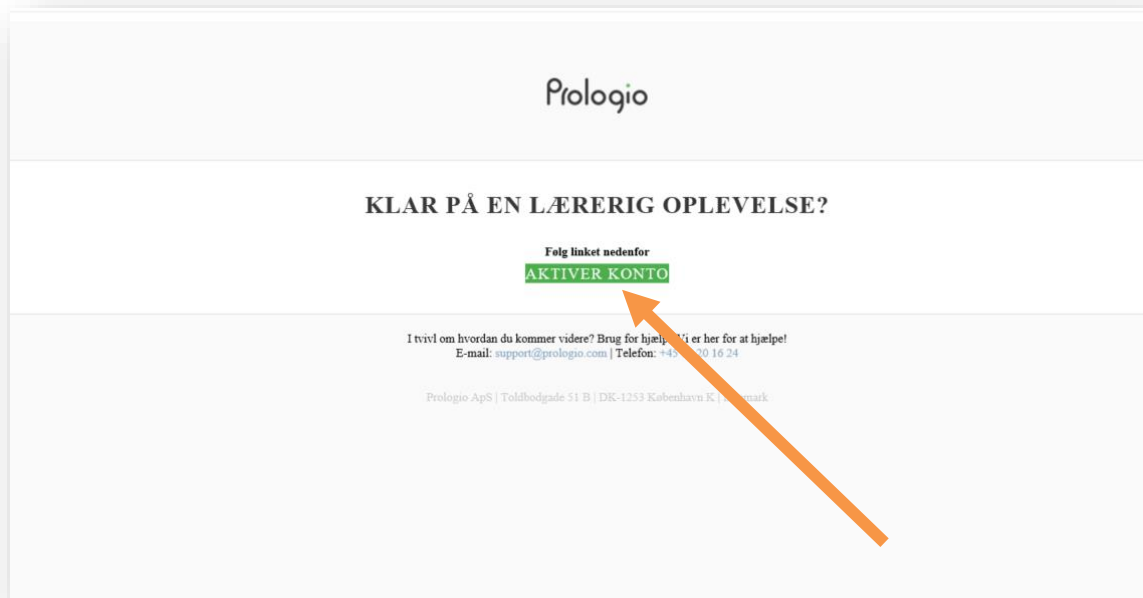 Prologio
KLAR PÅ EN LÆRERIG OPLEVELSE?
Følg linket nedenfor
AKTIVER KONTO
I tvivl om hvordan du kommer videre? Brug for hjælp? Vi er her for at hjælpe!
E-mail: support@prologio.com | Telefon: +45 20 16 24
Prologio ApS | Toldbodgade 51 B | DK-1253 København K |